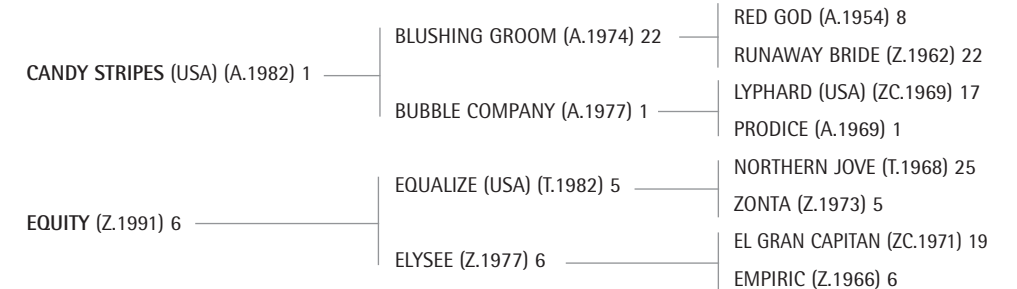 RED GOD (A.1954) 8
BLUSHING GROOM (A.1974) 22
RUNAWAY BRIDE (Z.1962) 22
CANDY STRIPES (USA) (A.1982) 1
LYPHARD (USA) (ZC.1969) 17
BUBBLE COMPANY (A.1977) 1
PRODICE (A.1969) 1
NORTHERN JOVE (T.1968) 25
EQUALIZE (USA) (T.1982) 5
ZONTA (Z.1973) 5
EQUITY (Z.1991) 6
EL GRAN CAPITAN (ZC.1971) 19
ELYSEE (Z.1977) 6
EMPIRIC (Z.1966) 6